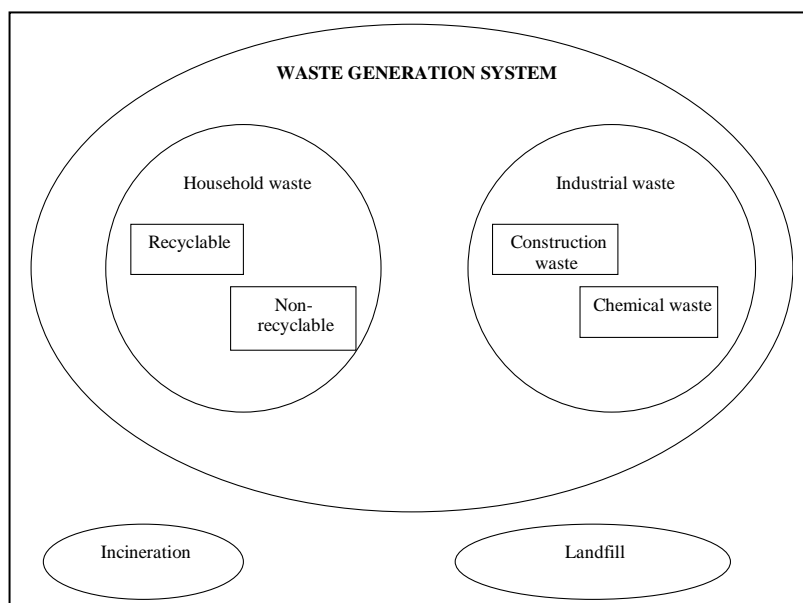 WASTE GENERATION SYSTEM
Household waste
Industrial waste
Recyclable
Construction
waste
Non-
recyclable
Chemical waste
Incineration
Landfill